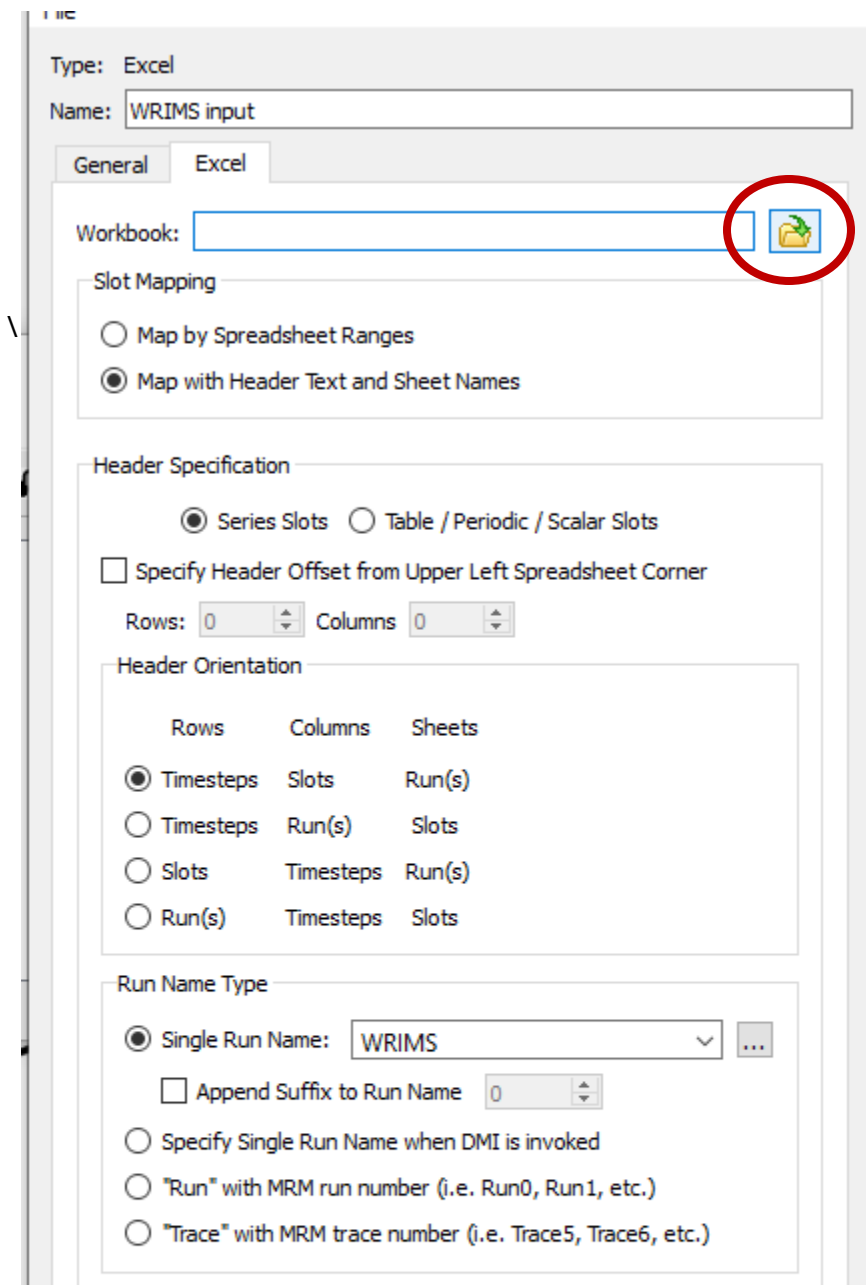 File
Type: Excel
Name: WRIMS input
General Excel
Workbook:
Slot Mapping
\
Map by Spreadsheet Ranges
Map with Header Text and Sheet Names
Header Specification
Series Slots Table / Periodic / Scalar Slots
Specify Header Offset from Upper Left Spreadsheet Corner
Rows: 0 Columns 0
Header Orientation
Rows Columns Sheets
Timesteps Slots Run(s)
Timesteps Run(s) Slots
Slots Timesteps Run(s)
Run(s) Timesteps Slots
Run Name Type
Single Run Name: WRIMS ...
Append Suffix to Run Name 0
Specify Single Run Name when DMI is invoked
"Run" with MRM run number (i.e. Run0, Run1, etc.)
"Trace" with MRM trace number (i.e. Trace5, Trace6, etc.)